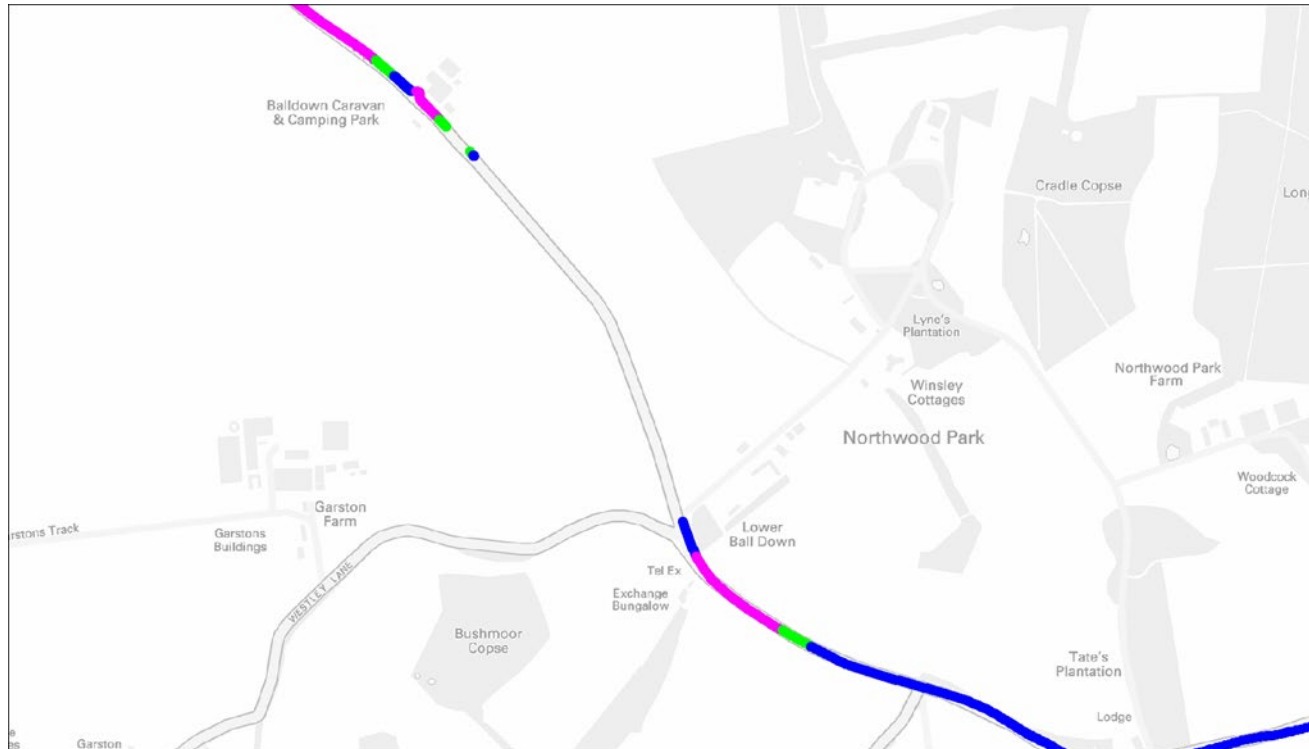 Balldown Caravan
& Camping Park
Cradle Copse
Lyne's
Plantation
Northwood Park
Farm
Winsley
Cottages
Northwood Park
Woodcock
Cottage
Garston
Farm
Garstons
Buildings
Track
Lower
Ball Down
Tel Ex
Exchange
Bungalow
WESTLEY LANE
Bushmoor
Copse
Tate's
Plantation
Lodge
Garston